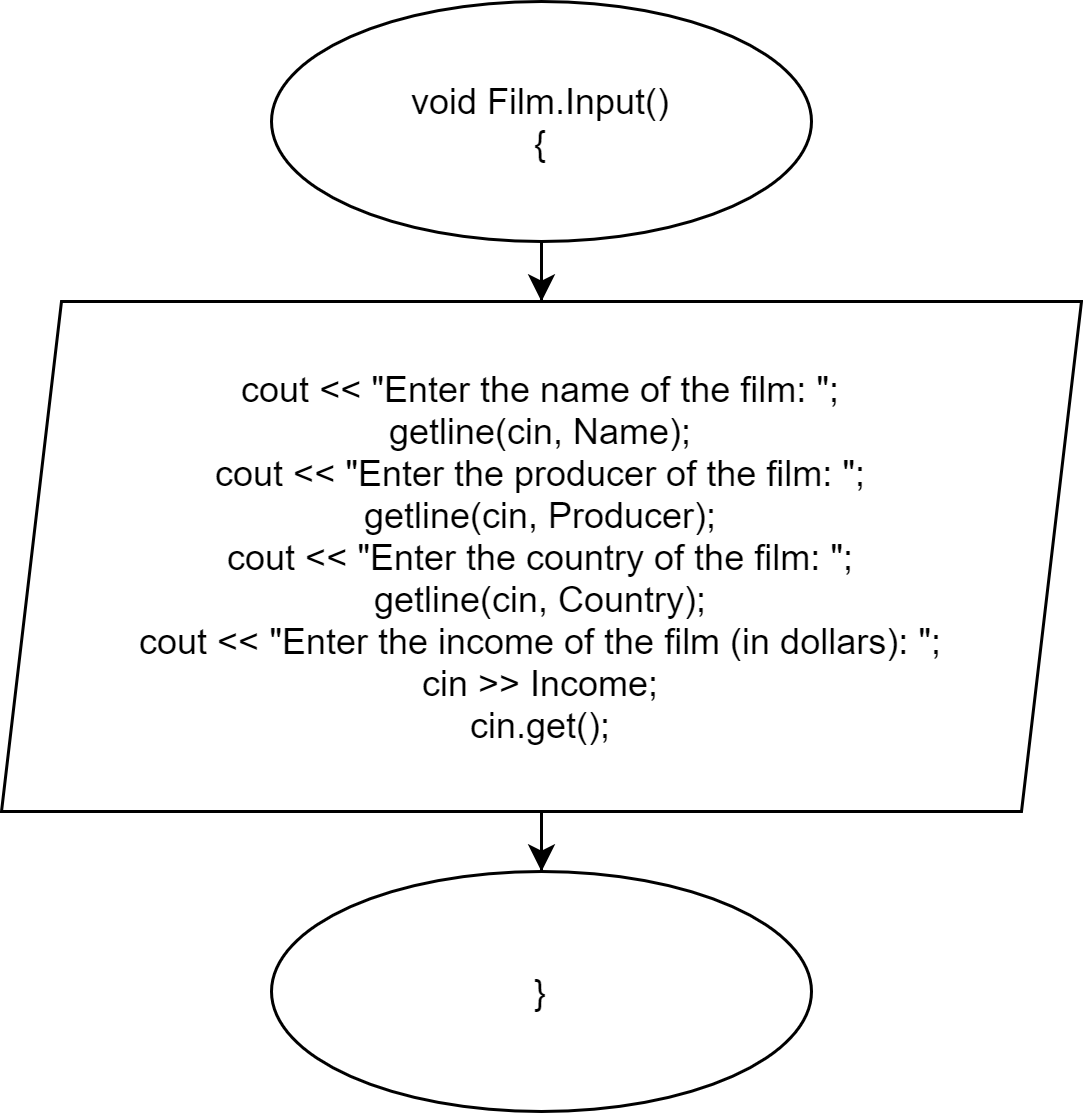 void Film.Input()
{
cout << "Enter the name of the film: ";
getline(cin, Name);
cout << "Enter the producer of the film: ";
getline(cin, Producer);
cout << "Enter the country of the film: ";
getline(cin, Country);
cout << "Enter the income of the film (in dollars): ";
cin >> Income;
cin.get();
}